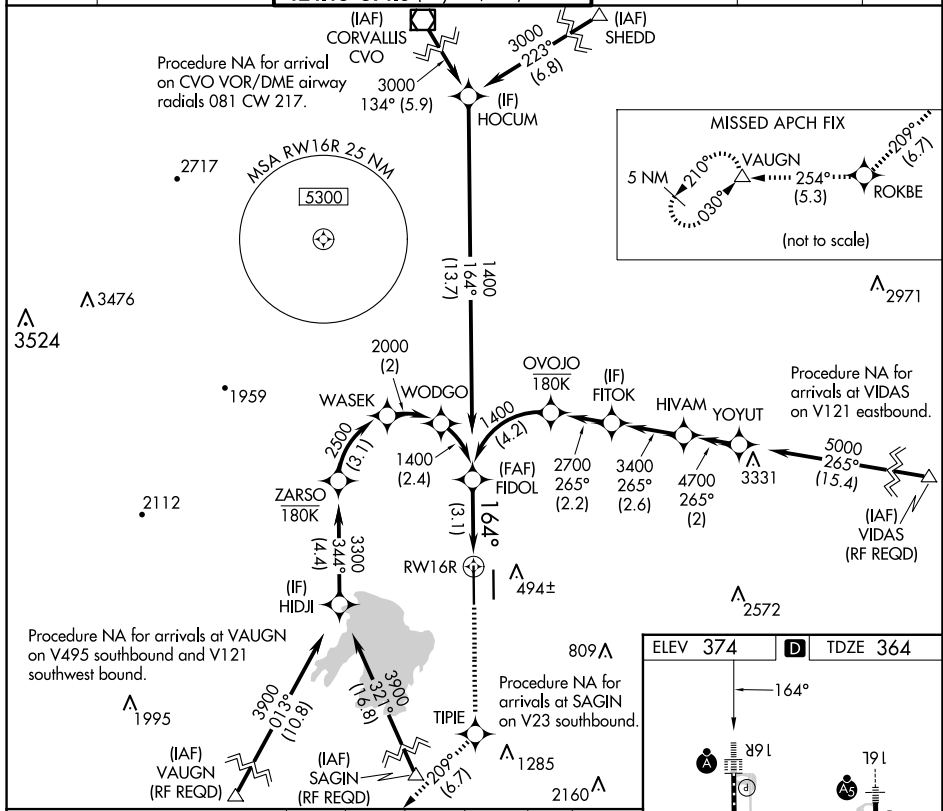 (IAF)
CORVALLIS
CVO
(IAF)
SHEDD
3000
134° (5.9)
3000
223°
(6.8)
Procedure NA for arrival
on CVO VOR/DME airway
radials 081 CW 217.
(IF)
HOCUM
MISSED APCH FIX
VAUGN
5 NM
210°
030°
254°
(5.3)
209°
(6.7)
ROKBE
(not to scale)
2717
MSA RW16R 25 NM
5300
1400
164°
(13.7)
3476
3524
2971
1959
2000
(2)
WASEK
WODGO
OVOJO
180K
(IF)
FITOK
HIVAM
YOYUT
Procedure NA for
arrivals at VIDAS
on V121 eastbound.
2500
(3.1)
1400
(2.4)
1400
(4.2)
2700
265°
(2.2)
3400
265°
(2.6)
4700
265°
(2)
3331
5000
265°
(15.4)
(IAF)
VIDAS
(RF REQD)
ZARSO
180K
(FAF)
FIDOL
2112
3300
344°
(4.4)
(3.1)
164°
RW16R
494±
(IF)
HIDJI
2572
Procedure NA for arrivals at VAUGN
on V495 southbound and V121
southwest bound.
809
1995
3900
013°
(10.8)
3900
321°
(16.8)
Procedure NA for
arrivals at SAGIN
on V23 southbound.
TIPIE
1285
(IAF)
VAUGN
(RF REQD)
(IAF)
SAGIN
(RF REQD)
209°
(6.7)
2160
ELEV 374
D
TDZE 364
164°
16R
A
P
16L
A5